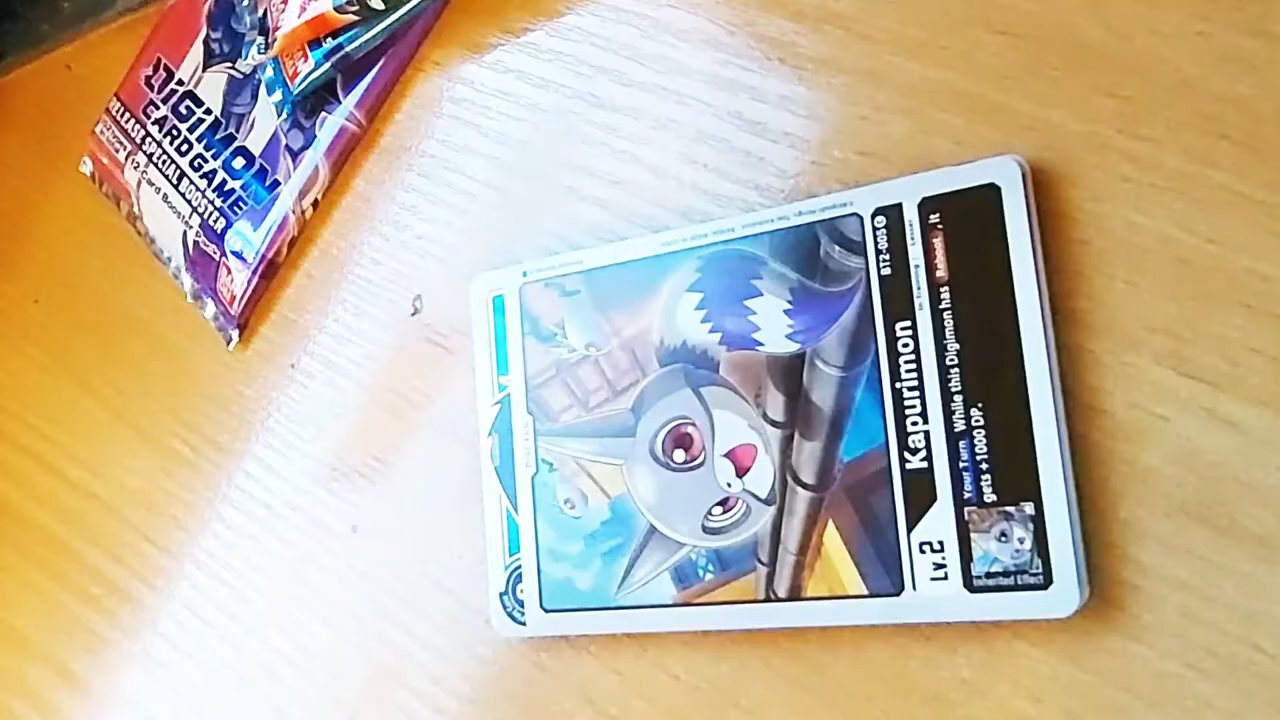 DIGIMON
CARD GAME
RELEASE SPECIAL BOOSTER
12-Card Booster Pack
BT2-005 C
Kapurimon
In-Training
Lesser
Lv.2
Your Turn While this Digimon has Reboot, it
gets +1000 DP.
Inherited Effect